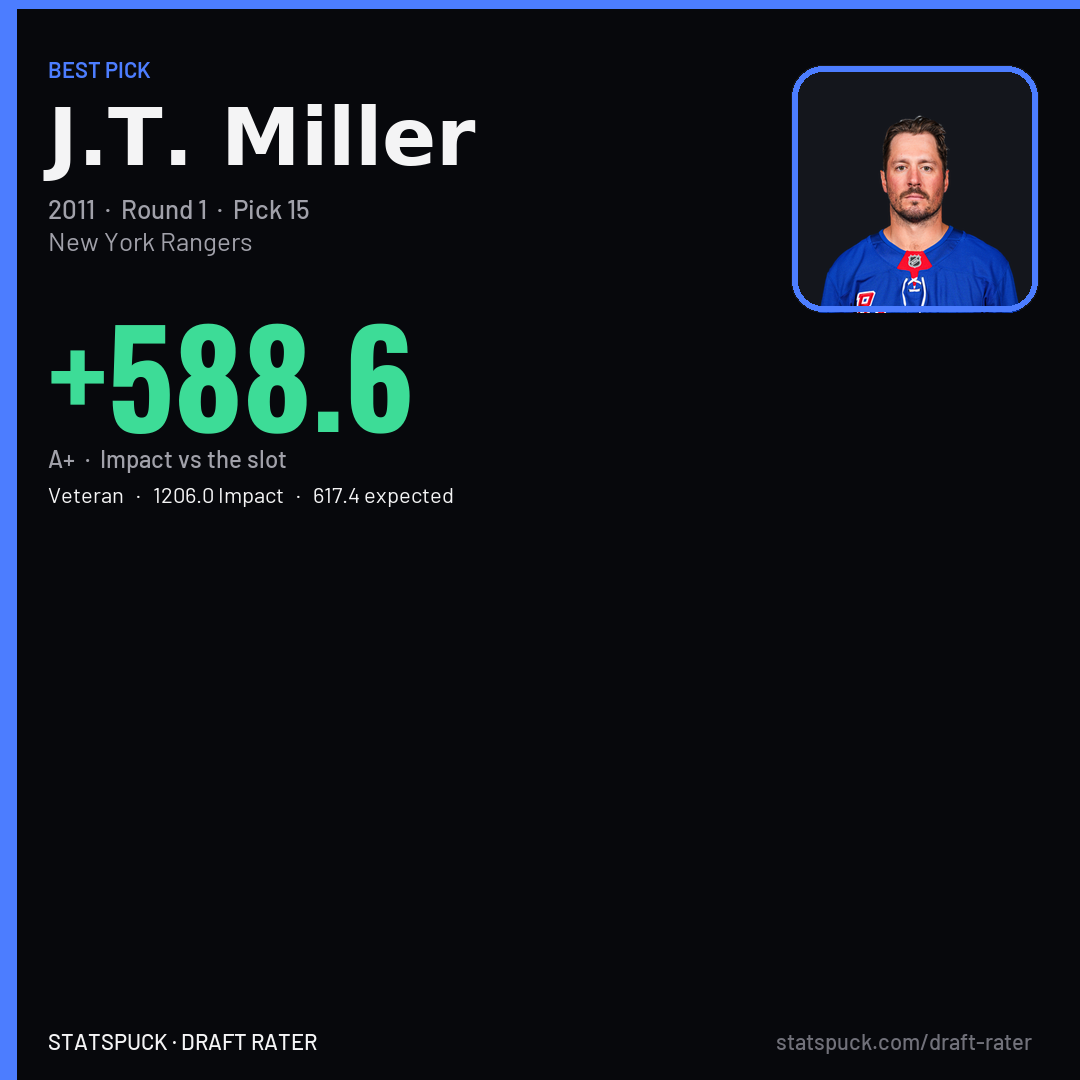 BEST PICK
J.T. Miller
2011 · Round 1 · Pick 15
New York Rangers
+588.6
A+ · Impact vs the slot
Veteran · 1206.0 Impact · 617.4 expected
STATSPUCK · DRAFT RATER
statspuck.com/draft-rater